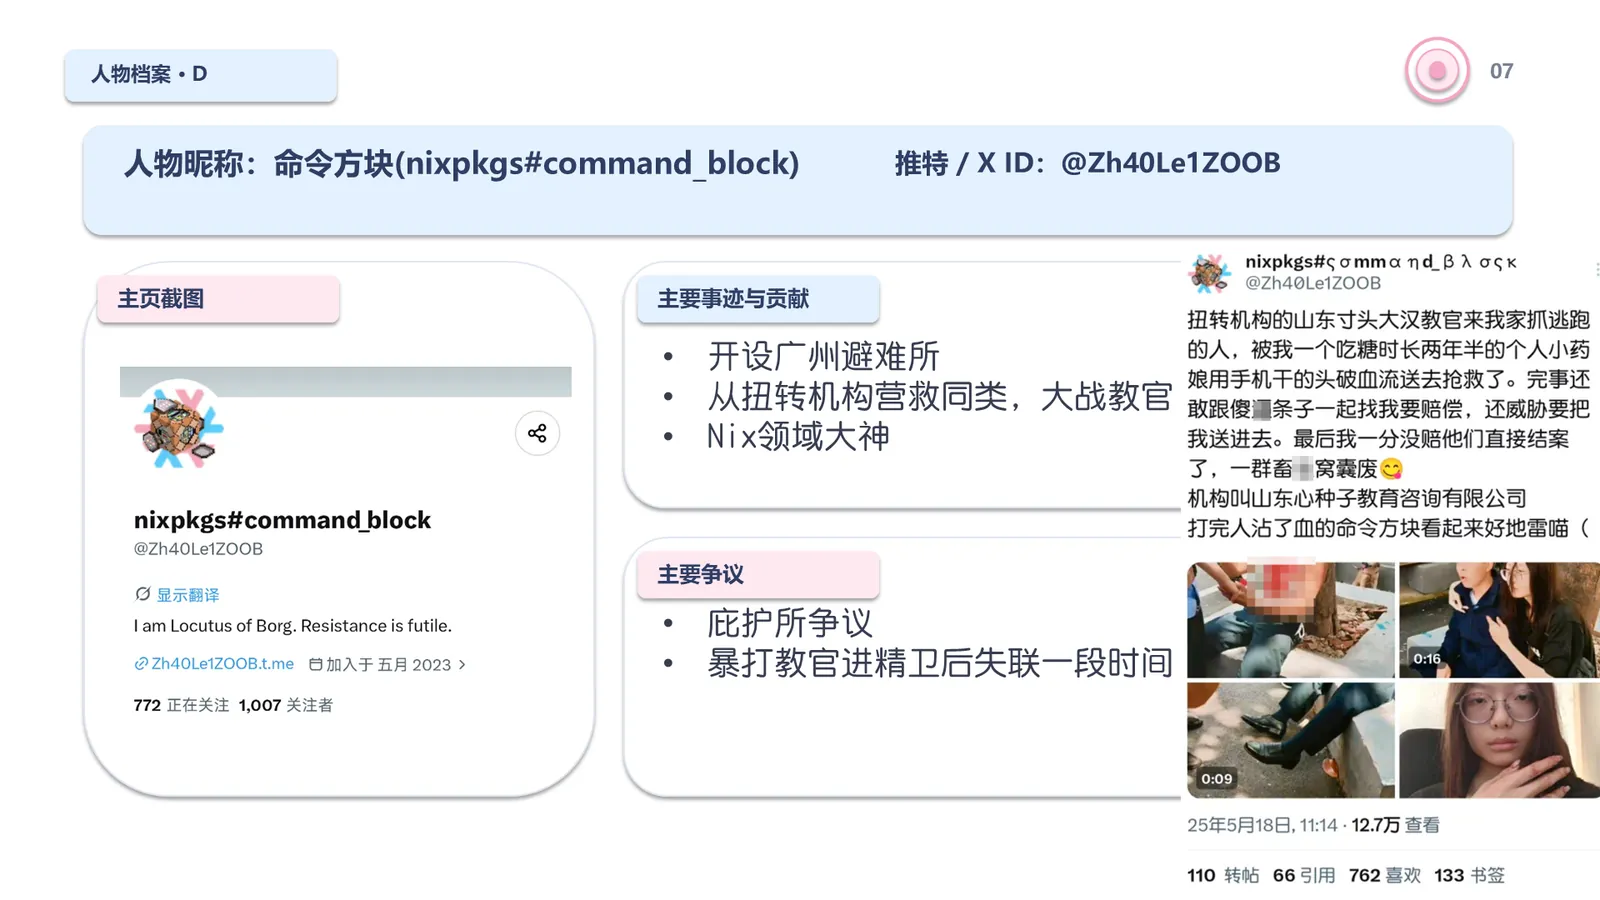 人物档案 • D
07
人物昵称：命令方块(nixpkgs#command_block)
推特 / X ID：@Zh40Le1ZOOB
主页截图
nixpkgs#command_block
@Zh40Le1ZOOB
显示翻译
I am Locutus of Borg. Resistance is futile.
Zh40Le1ZOOB.t.me 加入于 五月 2023 >
772 正在关注 1,007 关注者
主要事迹与贡献
• 开设广州避难所
• 从扭转机构营救同类，大战教官
• Nix领域大神
主要争议
• 庇护所争议
• 暴打教官进精卫后失联一段时间
nixpkgs#ςσmmαηd_βλσςκ
@Zh40Le1ZOOB
扭转机构的山东寸头大汉教官来我家抓逃跑
的人，被我一个吃糖时长两年半的个人小药
娘用手机干的头破血流送去抢救了。完事还
敢跟傻 条子一起找我要赔偿，还威胁要把
我送进去。最后我一分没赔他们直接结案
了，一群畜 窝囊废😋
机构叫山东心种子教育咨询有限公司
打完人沾了血的命令方块看起来好地雷喵（
0:16
0:09
25年5月18日, 11:14 · 12.7万 查看
110 转帖 66 引用 762 喜欢 133 书签